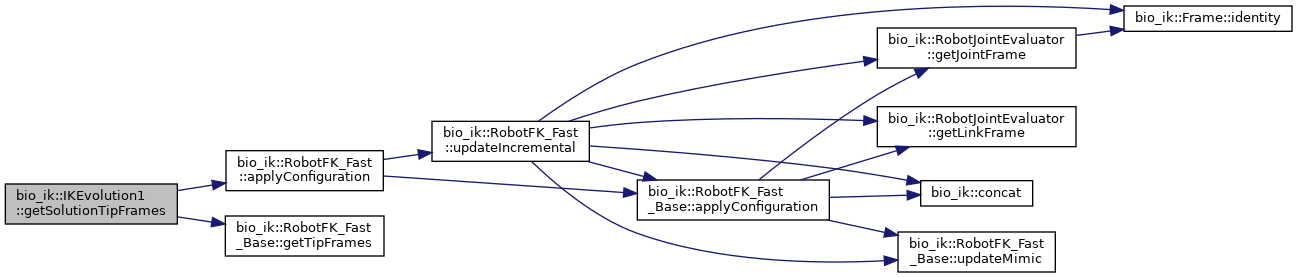 bio_ik::IKEvolution1
::getSolutionTipFrames
bio_ik::RobotFK_Fast
::applyConfiguration
bio_ik::RobotFK_Fast
_Base::getTipFrames
bio_ik::RobotFK_Fast
::updateIncremental
bio_ik::RobotFK_Fast
_Base::applyConfiguration
bio_ik::Frame::identity
bio_ik::RobotJointEvaluator
::getJointFrame
bio_ik::RobotJointEvaluator
::getLinkFrame
bio_ik::concat
bio_ik::RobotFK_Fast
_Base::updateMimic